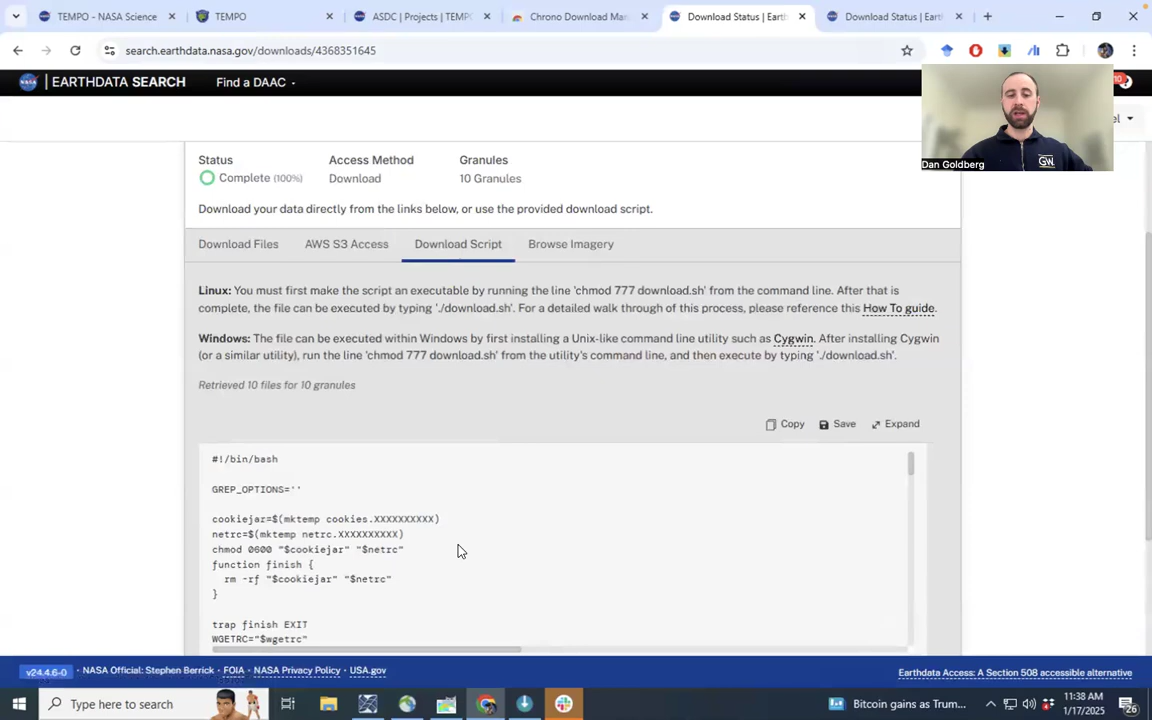 TEMPO - NASA Science
TEMPO
ASDC | Projects | TEMP
Chrono Download Ma
Download Status | Earth
Download Status | Earth
search.earthdata.nasa.gov/downloads/4368351645
EARTHDATA SEARCH
Find a DAAC
10
GW
Dan Goldberg
Status
Access Method
Granules
Complete (100%)
Download
10 Granules
Download your data directly from the links below, or use the provided download script.
Download Files
AWS S3 Access
Download Script
Browse Imagery
Linux: You must first make the script an executable by running the line 'chmod 777 download.sh' from the command line. After that is
complete, the file can be executed by typing './download.sh'. For a detailed walk through of this process, please reference this How To guide.
Windows: The file can be executed within Windows by first installing a Unix-like command line utility such as Cygwin. After installing Cygwin
(or a similar utility), run the line 'chmod 777 download.sh' from the utility's command line, and then execute by typing './download.sh'.
Retrieved 10 files for 10 granules
Copy
Save
Expand
#!/bin/bash
GREP_OPTIONS=''
cookiejar=$(mktemp cookies.XXXXXXXXXX)
netrc=$(mktemp netrc.XXXXXXXXXX)
chmod 0600 "$cookiejar" "$netrc"
function finish {
rm -rf "$cookiejar" "$netrc"
}
trap finish EXIT
WGETRC="$wgetrc"
v24.4.6-0
NASA Official: Stephen Berrick
FOIA
NASA Privacy Policy
USA.gov
Earthdata Access: A Section 508 accessible alternative
Type here to search
Bitcoin gains as Trum...
11:38 AM
1/17/2025
26